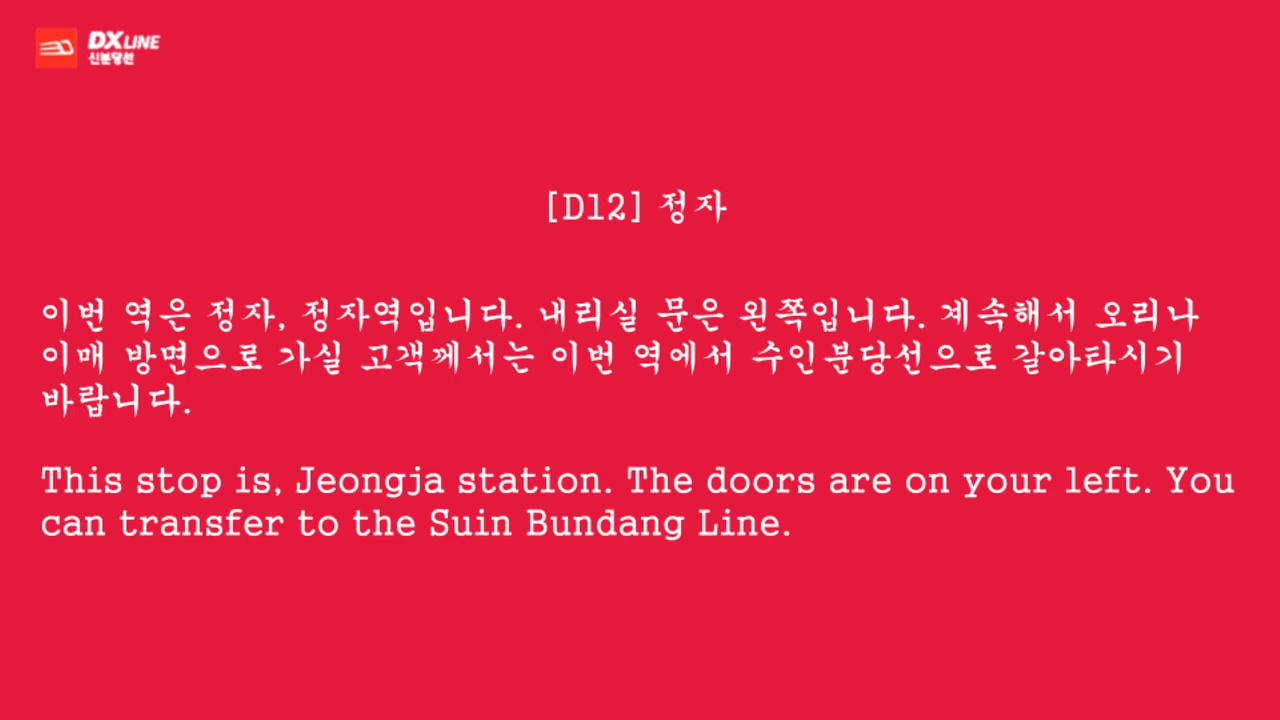 DX LINE
신분당선
[D12] 정자
이번 역은 정자, 정자역입니다. 내리실 문은 왼쪽입니다. 계속해서 오리나
이매 방면으로 가실 고객께서는 이번 역에서 수인분당선으로 갈아타시기
바랍니다.
This stop is, Jeongja station. The doors are on your left. You
can transfer to the Suin Bundang Line.